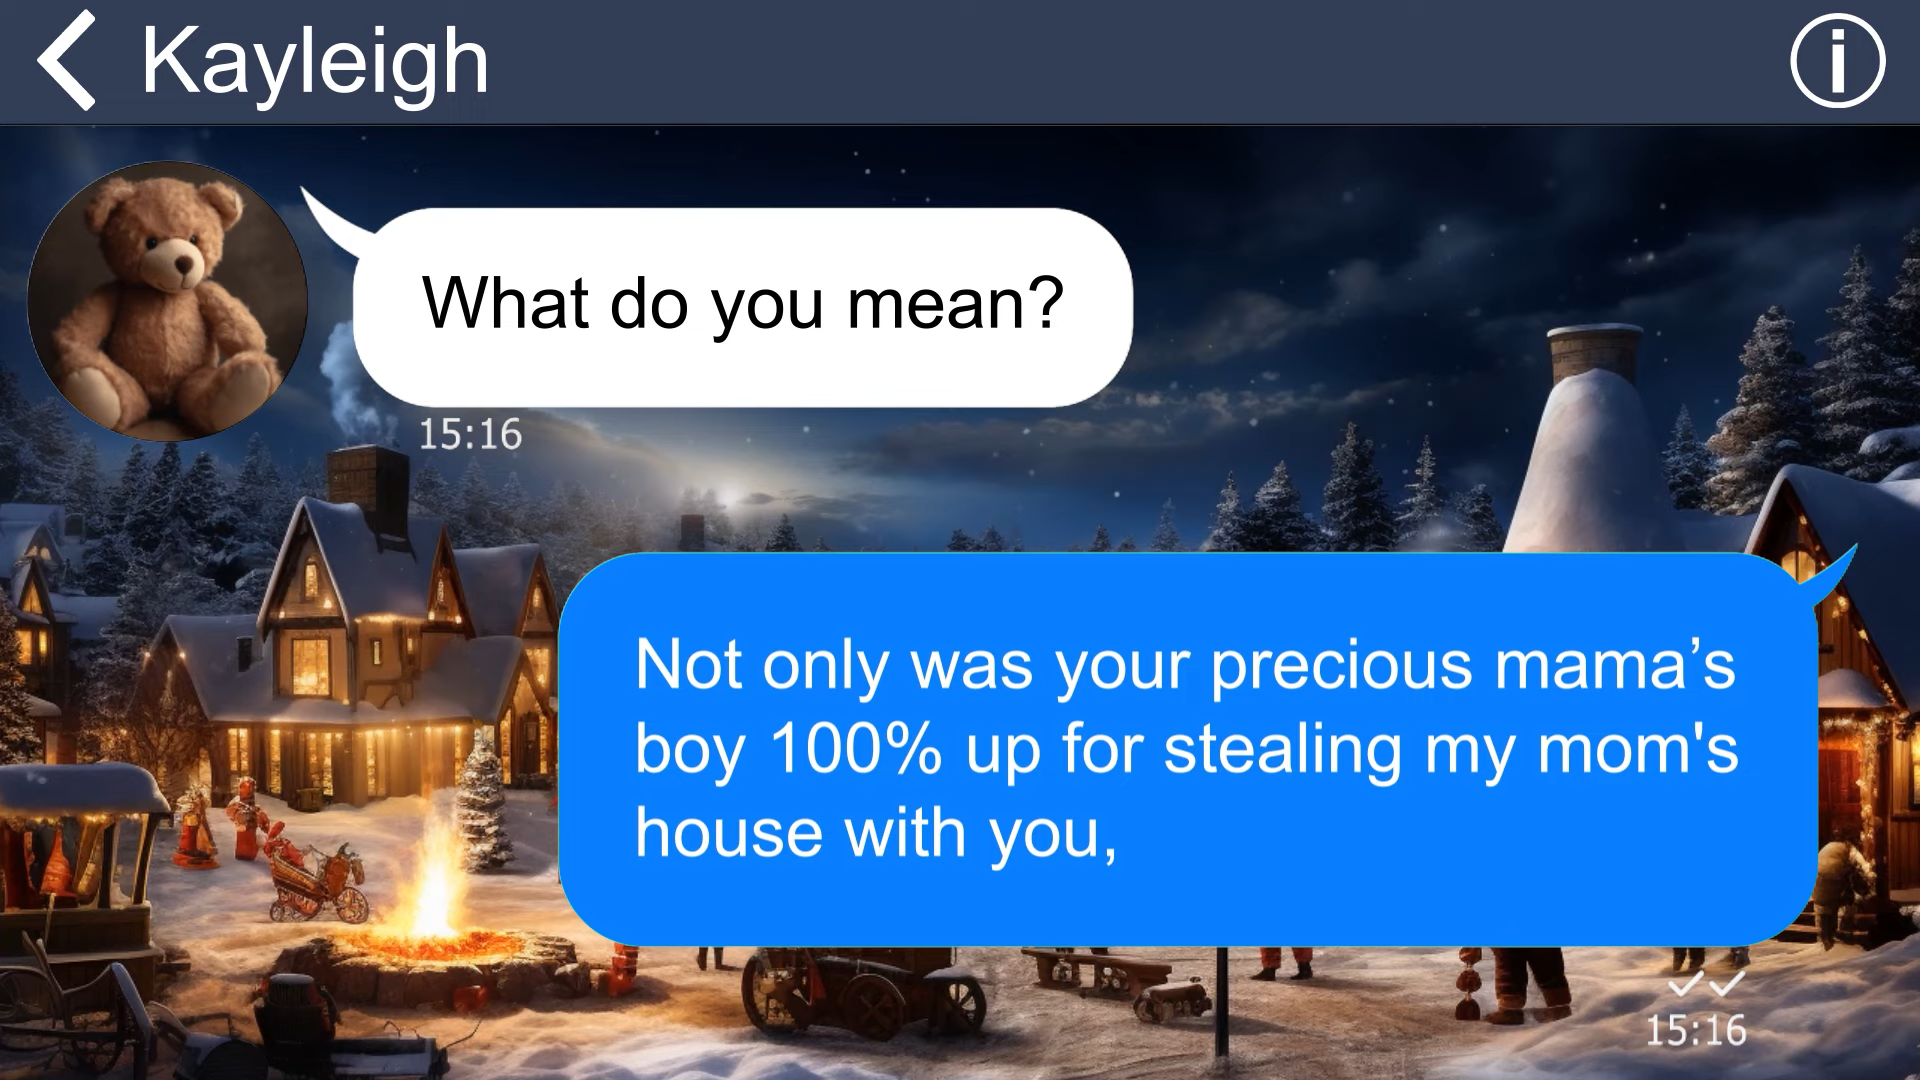 Kayleigh
What do you mean?
15:16
Not only was your precious mama’s
boy 100% up for stealing my mom's
house with you,
15:16